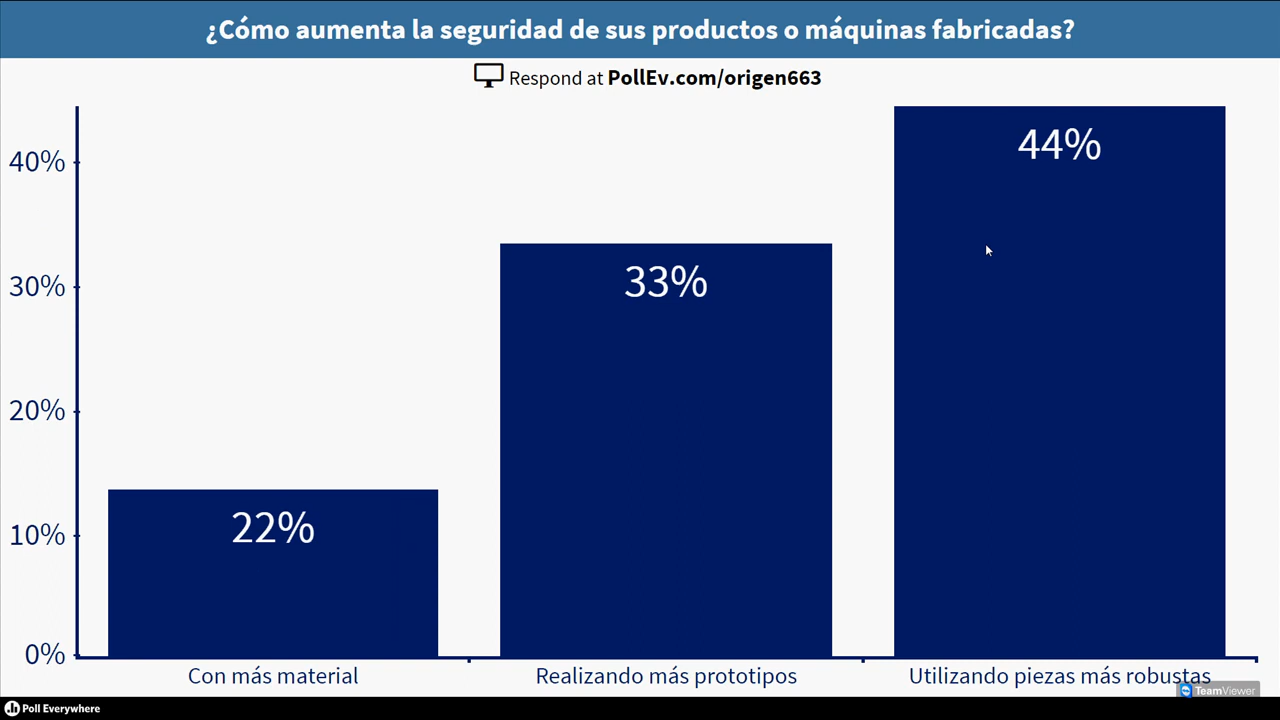 ¿Cómo aumenta la seguridad de sus productos o máquinas fabricadas?
Respond at PollEv.com/origen663
44%
40%
33%
30%
20%
22%
10%
0%
Con más material
Realizando más prototipos
Utilizando piezas más robustas
TeamViewer
Poll Everywhere